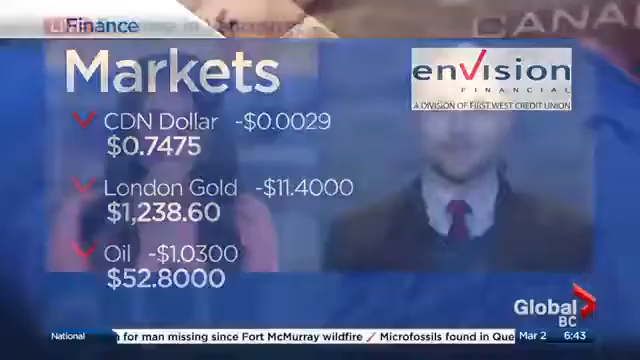 Finance
Markets
CDN Dollar -$0.0029
$0.7475
London Gold -$11.4000
$1,238.60
Oil -$1.0300
$52.8000
envision
FINANCIAL
A DIVISION OF FIRST WEST CREDIT UNION
CANA
Global
BC
National
n for man missing since Fort McMurray wildfire / Microfossils found in Que
Mar 2 6:43